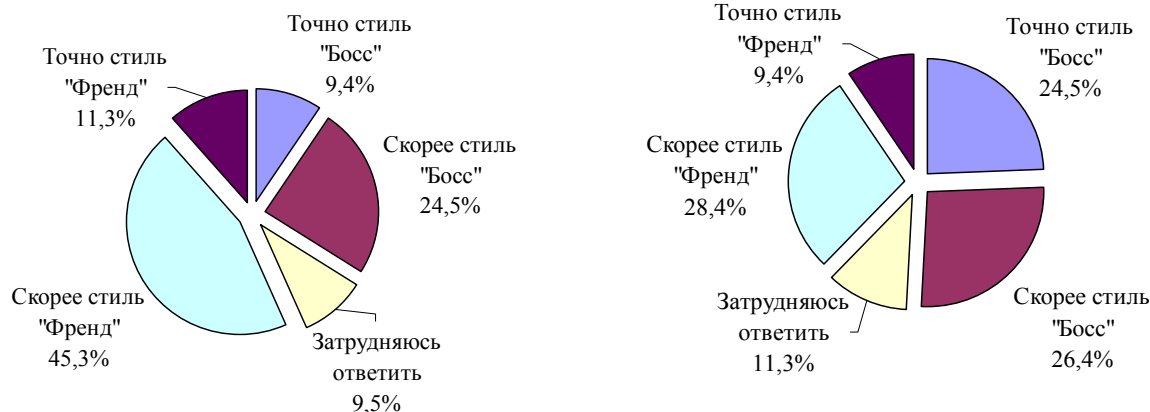 Точно стиль
"Босс"
9,4%
Скорее стиль
"Босс"
24,5%
Затрудняюсь
ответить
9,5%
Скорее стиль
"Френд"
45,3%
Точно стиль
"Френд"
11,3%
Точно стиль
"Босс"
24,5%
Скорее стиль
"Босс"
26,4%
Затрудняюсь
ответить
11,3%
Скорее стиль
"Френд"
28,4%
Точно стиль
"Френд"
9,4%